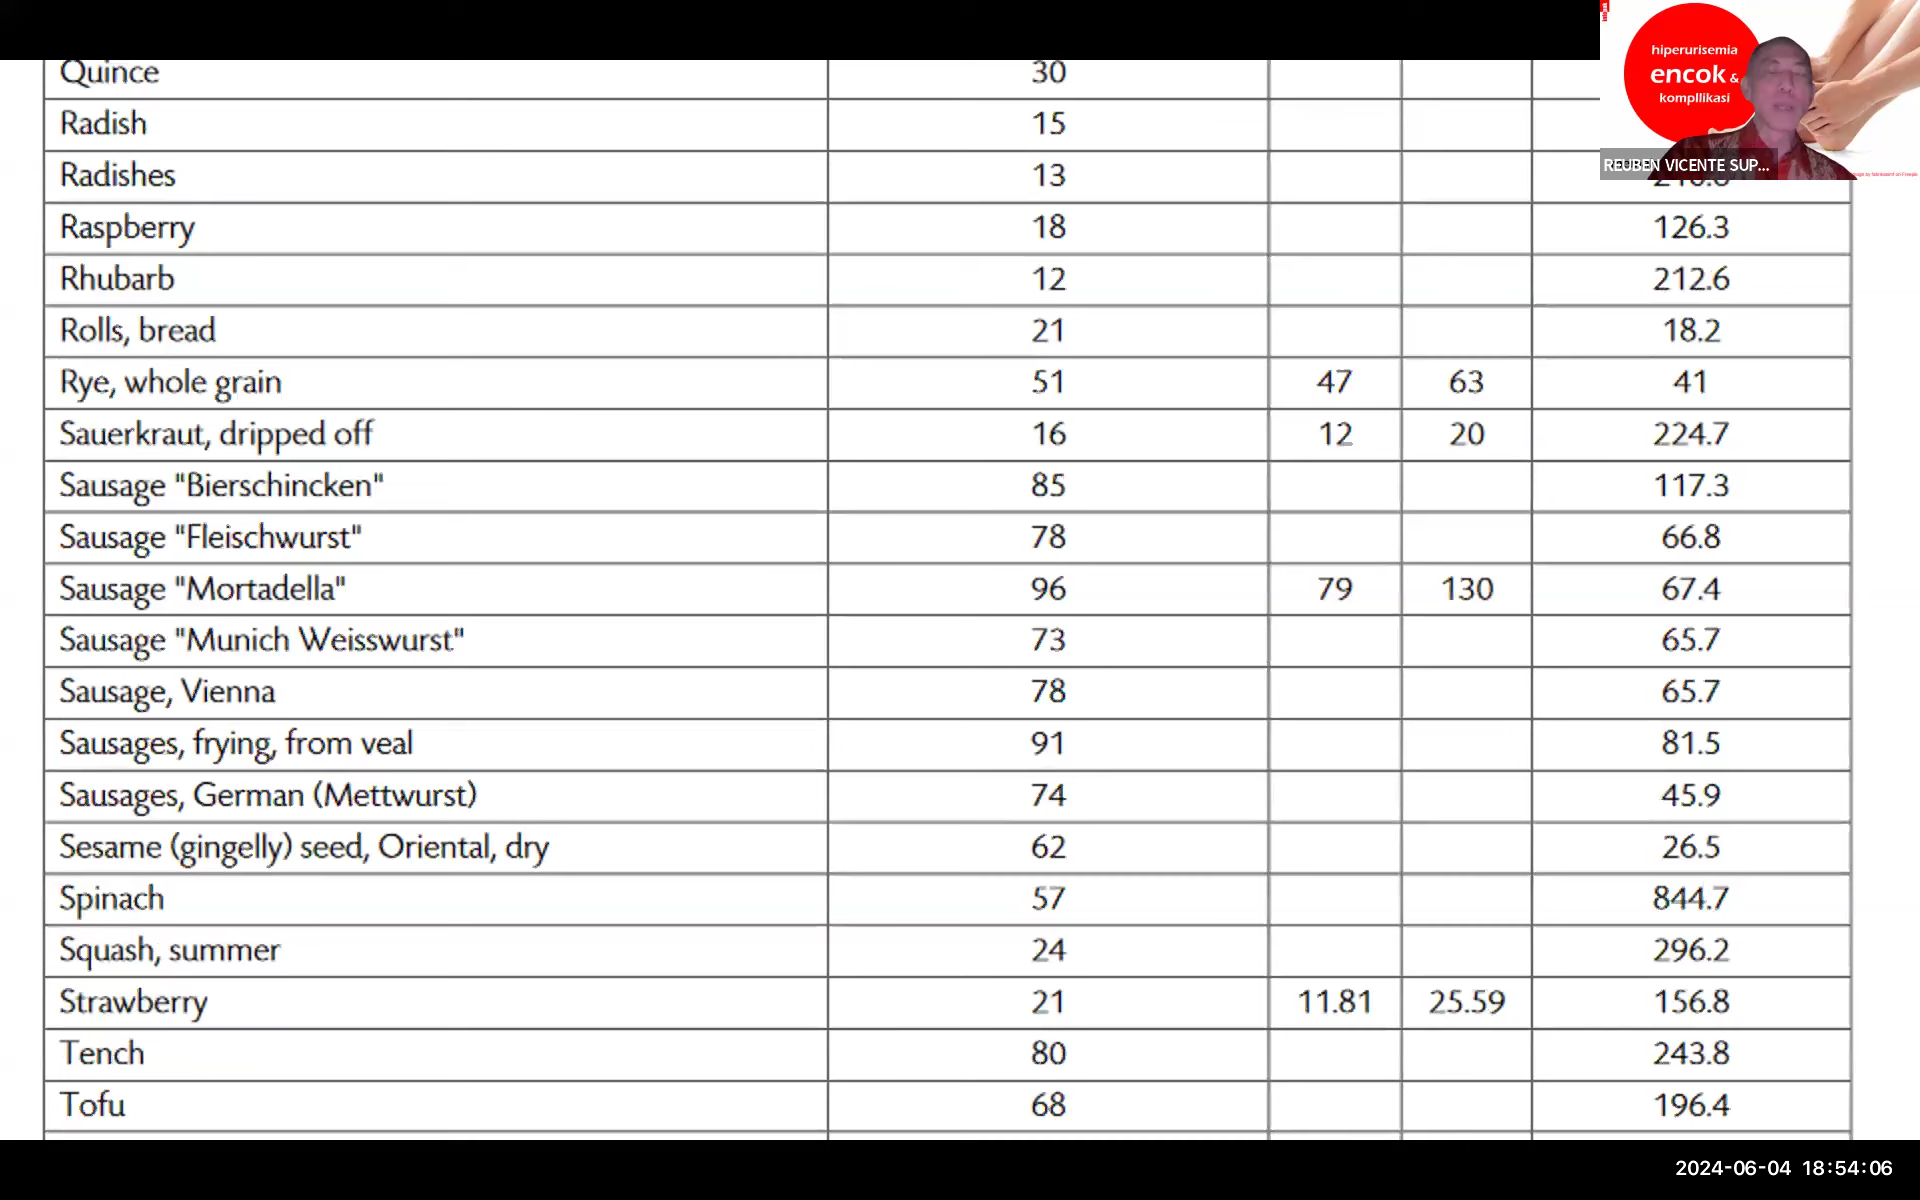 hiperurisemia
encok &
kompllikasi
REUBEN VICENTE SUP...
Quince 30
Radish 15
Radishes 13
Raspberry 18 126.3
Rhubarb 12 212.6
Rolls, bread 21 18.2
Rye, whole grain 51 47 63 41
Sauerkraut, dripped off 16 12 20 224.7
Sausage "Bierschincken" 85 117.3
Sausage "Fleischwurst" 78 66.8
Sausage "Mortadella" 96 79 130 67.4
Sausage "Munich Weisswurst" 73 65.7
Sausage, Vienna 78 65.7
Sausages, frying, from veal 91 81.5
Sausages, German (Mettwurst) 74 45.9
Sesame (gingelly) seed, Oriental, dry 62 26.5
Spinach 57 844.7
Squash, summer 24 296.2
Strawberry 21 11.81 25.59 156.8
Tench 80 243.8
Tofu 68 196.4
2024-06-04 18:54:06